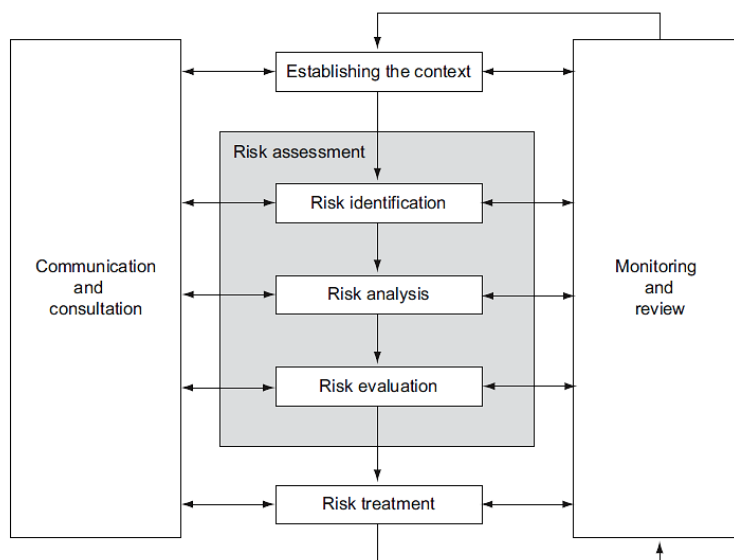 Establishing the context
Risk assessment
Risk identification
Communication
and
consultation
Risk analysis
Monitoring
and
review
Risk evaluation
Risk treatment